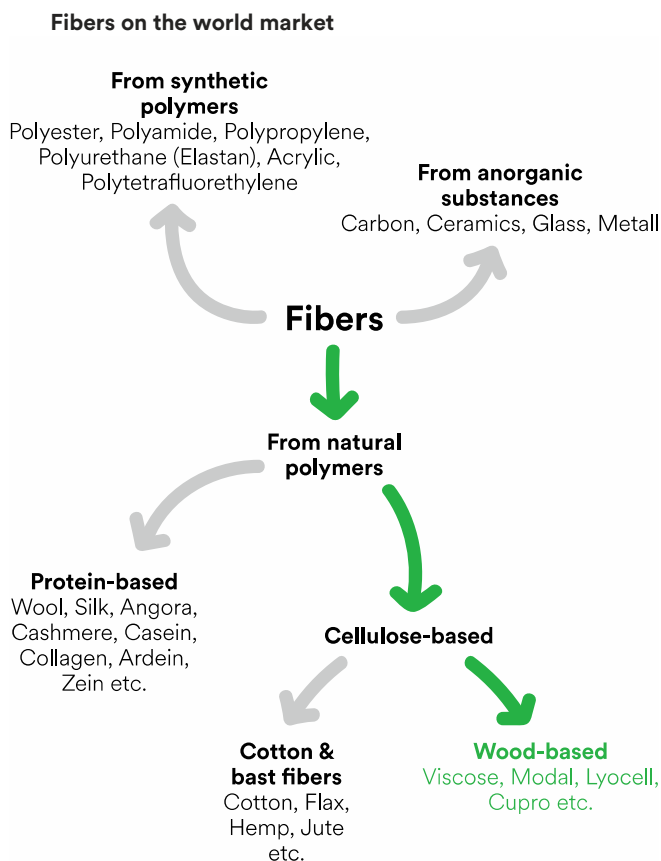 Fibers on the world market
From synthetic
polymers
Polyester, Polyamide, Polypropylene,
Polyurethane (Elastan), Acrylic,
Polytetrafluorethylene
From anorganic
substances
Carbon, Ceramics, Glass, Metall
Fibers
From natural
polymers
Protein-based
Wool, Silk, Angora,
Cashmere, Casein,
Collagen, Ardein,
Zein etc.
Cellulose-based
Cotton &
bast fibers
Cotton, Flax,
Hemp, Jute
etc.
Wood-based
Viscose, Modal, Lyocell,
Cupro etc.